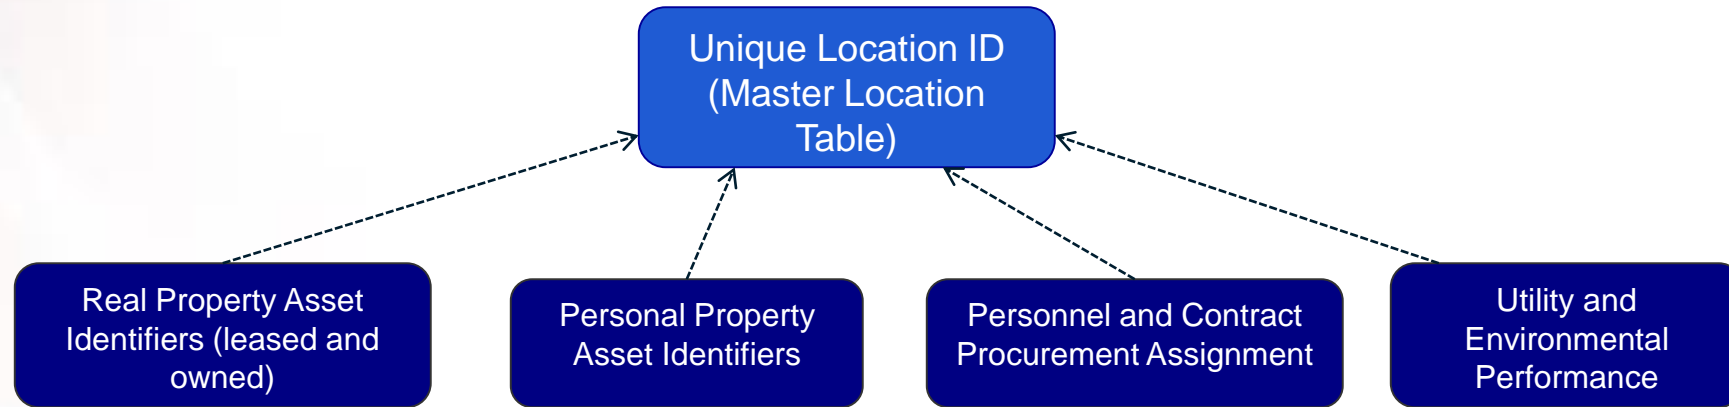 Unique Location ID
(Master Location
Table)
Real Property Asset
Identifiers (leased and
owned)
Personal Property
Asset Identifiers
Personnel and Contract
Procurement Assignment
Utility and
Environmental
Performance